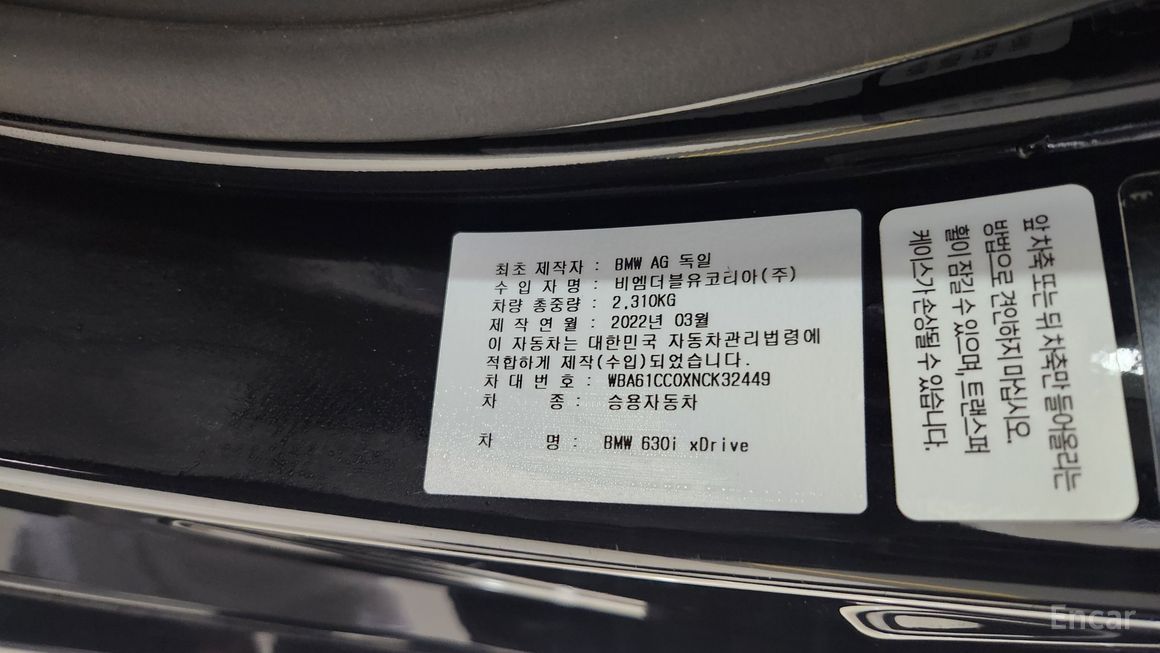 최초 제작자 : BMW AG 독일
수 입 자 명 : 비엠더블유코리아(주)
차량 총중량 : 2,310KG
제 작 연 월 : 2022년 03월
이 자동차는 대한민국 자동차관리법령에
적합하게 제작(수입)되었습니다.
차 대 번 호 : WBA61CC0XNCK32449
차 종 : 승용자동차
차 명 : BMW 630i xDrive
앞 차축 또는 뒤 차축만 들어올리는
방법으로 견인하지 마십시오.
휠이 잠길 수 있으며, 트랜스퍼
케이스가 손상될 수 있습니다.
Encar